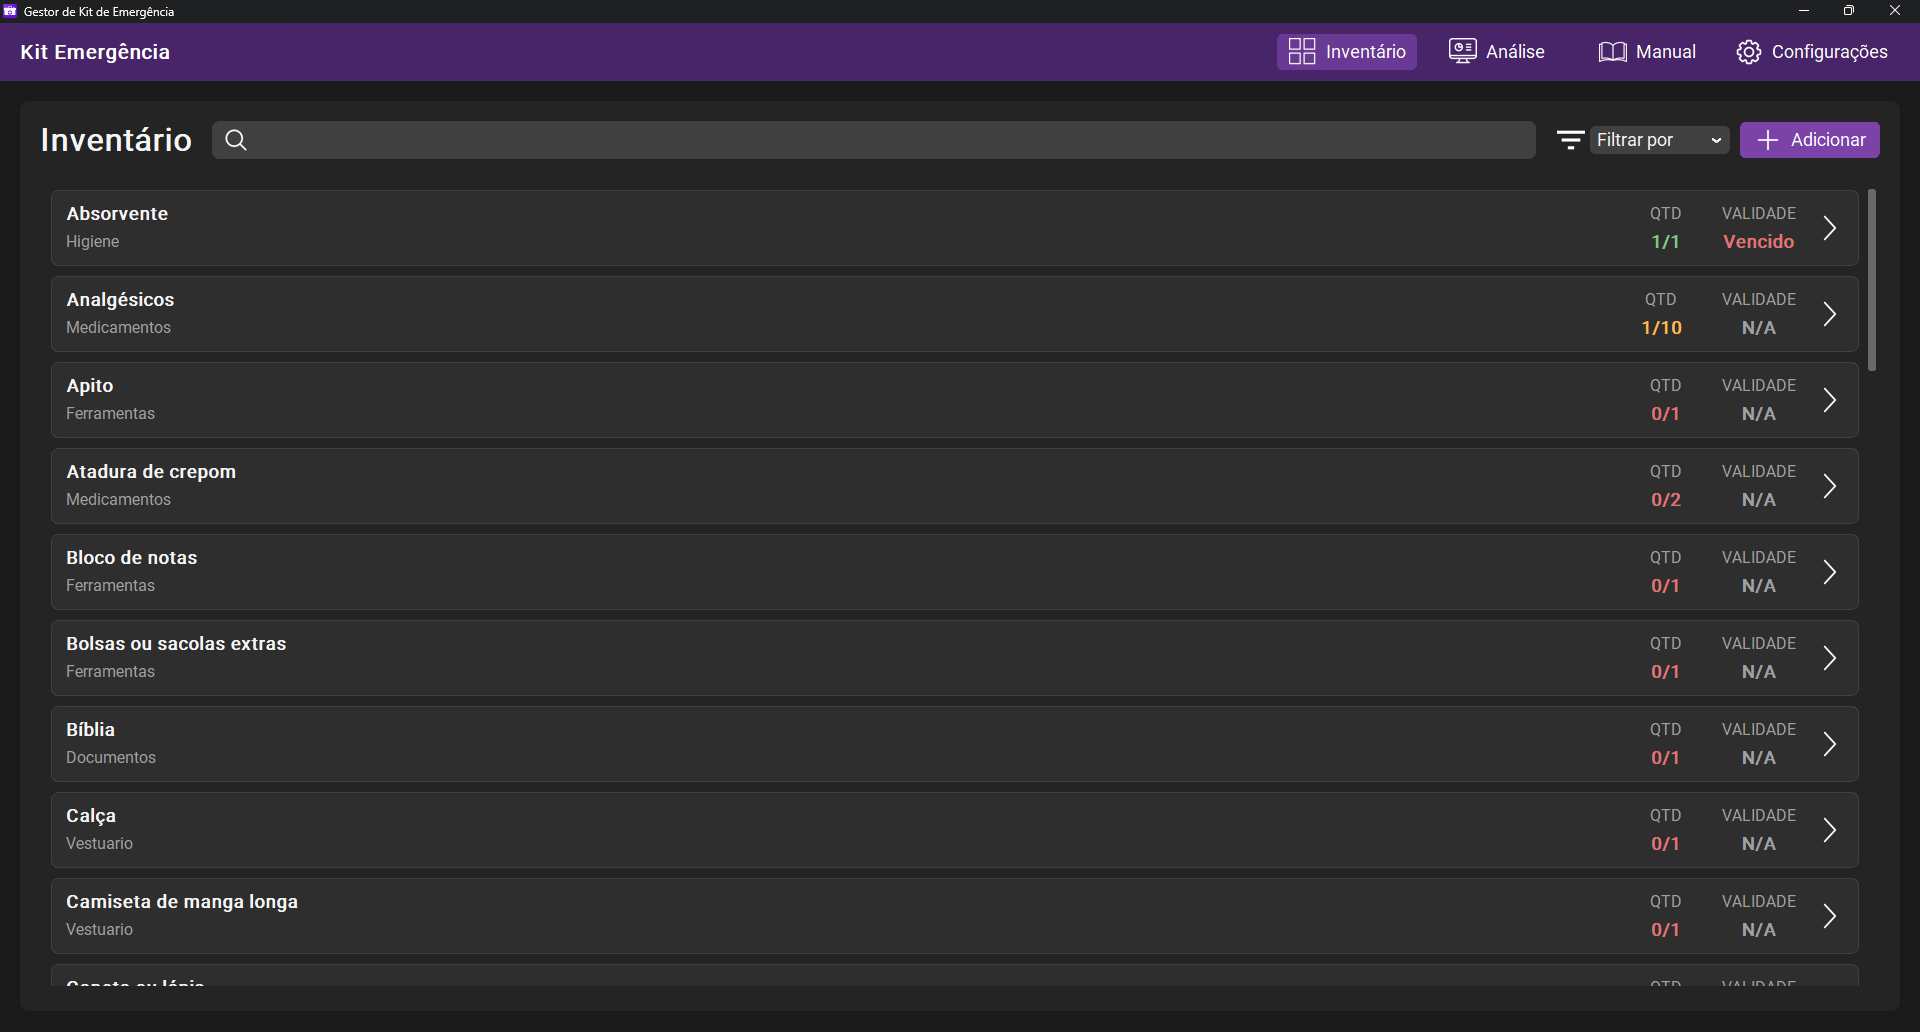 Gestor de Kit de Emergência
Kit Emergência
Inventário
Análise
Manual
Configurações
Inventário
Filtrar por
Adicionar
Absorvente
Higiene
QTD
1/1
VALIDADE
Vencido
Analgésicos
Medicamentos
QTD
1/10
VALIDADE
N/A
Apito
Ferramentas
QTD
0/1
VALIDADE
N/A
Atadura de crepom
Medicamentos
QTD
0/2
VALIDADE
N/A
Bloco de notas
Ferramentas
QTD
0/1
VALIDADE
N/A
Bolsas ou sacolas extras
Ferramentas
QTD
0/1
VALIDADE
N/A
Bíblia
Documentos
QTD
0/1
VALIDADE
N/A
Calça
Vestuario
QTD
0/1
VALIDADE
N/A
Camiseta de manga longa
Vestuario
QTD
0/1
VALIDADE
N/A
Caneta ou lápis
QTD
VALIDADE